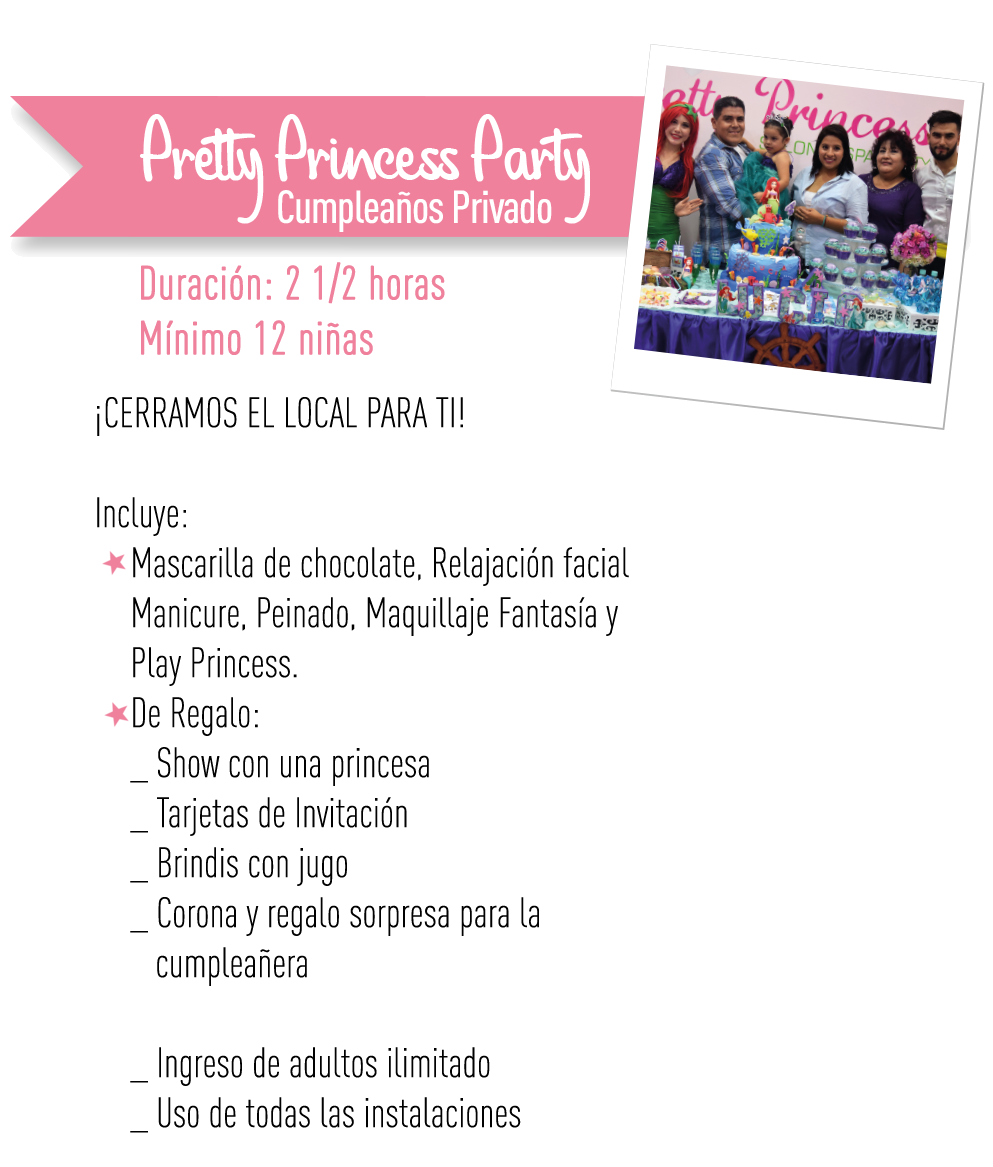 Pretty Princess Party
Cumpleaños Privado
Duración: 2 1/2 horas
Mínimo 12 niñas
¡CERRAMOS EL LOCAL PARA TI!
Incluye:
Mascarilla de chocolate, Relajación facial
Manicure, Peinado, Maquillaje Fantasía y
Play Princess.
De Regalo:
_ Show con una princesa
_ Tarjetas de Invitación
_ Brindis con jugo
_ Corona y regalo sorpresa para la
cumpleañera
_ Ingreso de adultos ilimitado
_ Uso de todas las instalaciones
etty Princess